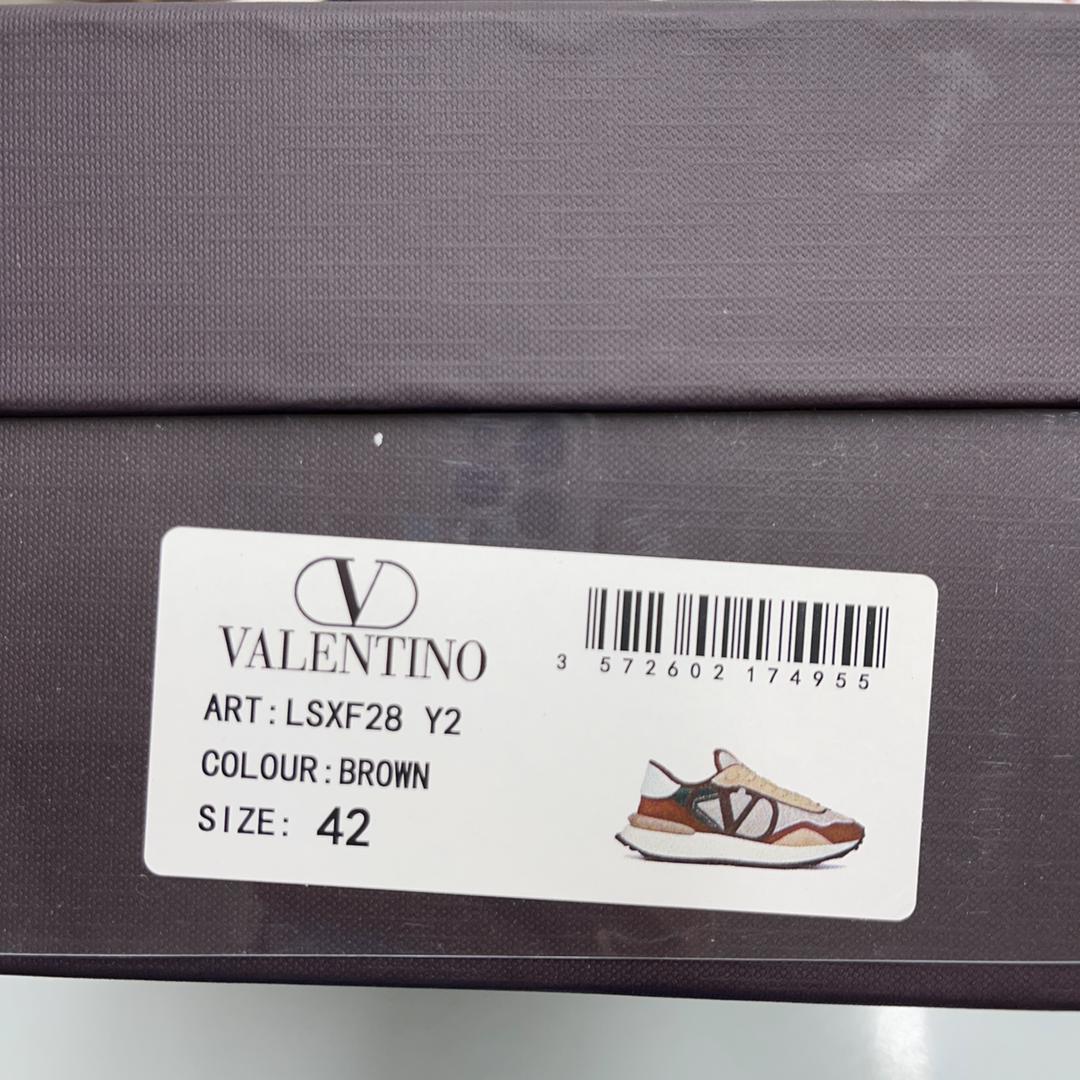 V
VALENTINO
ART:LSXF28 Y2
COLOUR:BROWN
SIZE: 42
3 572602 174955
V